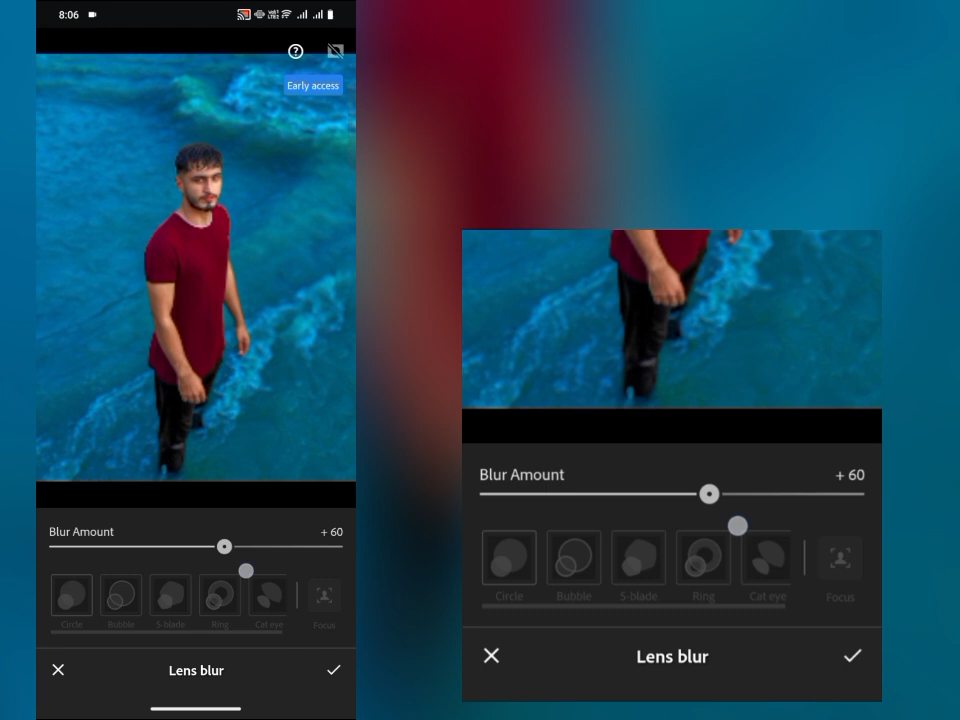 8:06
?
Early access
Blur Amount + 60
Circle Bubble 5-blade Ring Cat eye Focus
Lens blur
Blur Amount + 60
Circle Bubble 5-blade Ring Cat eye Focus
Lens blur